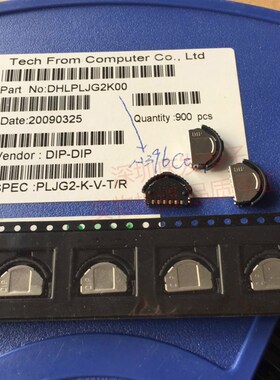 Tech From Computer Co., Ltd
Part No:DHLPLJG2K00
Date:20090325 Quantity :900 pcs
Vendor : DIP-DIP
SPEC :PLJG2-K-V-T/R